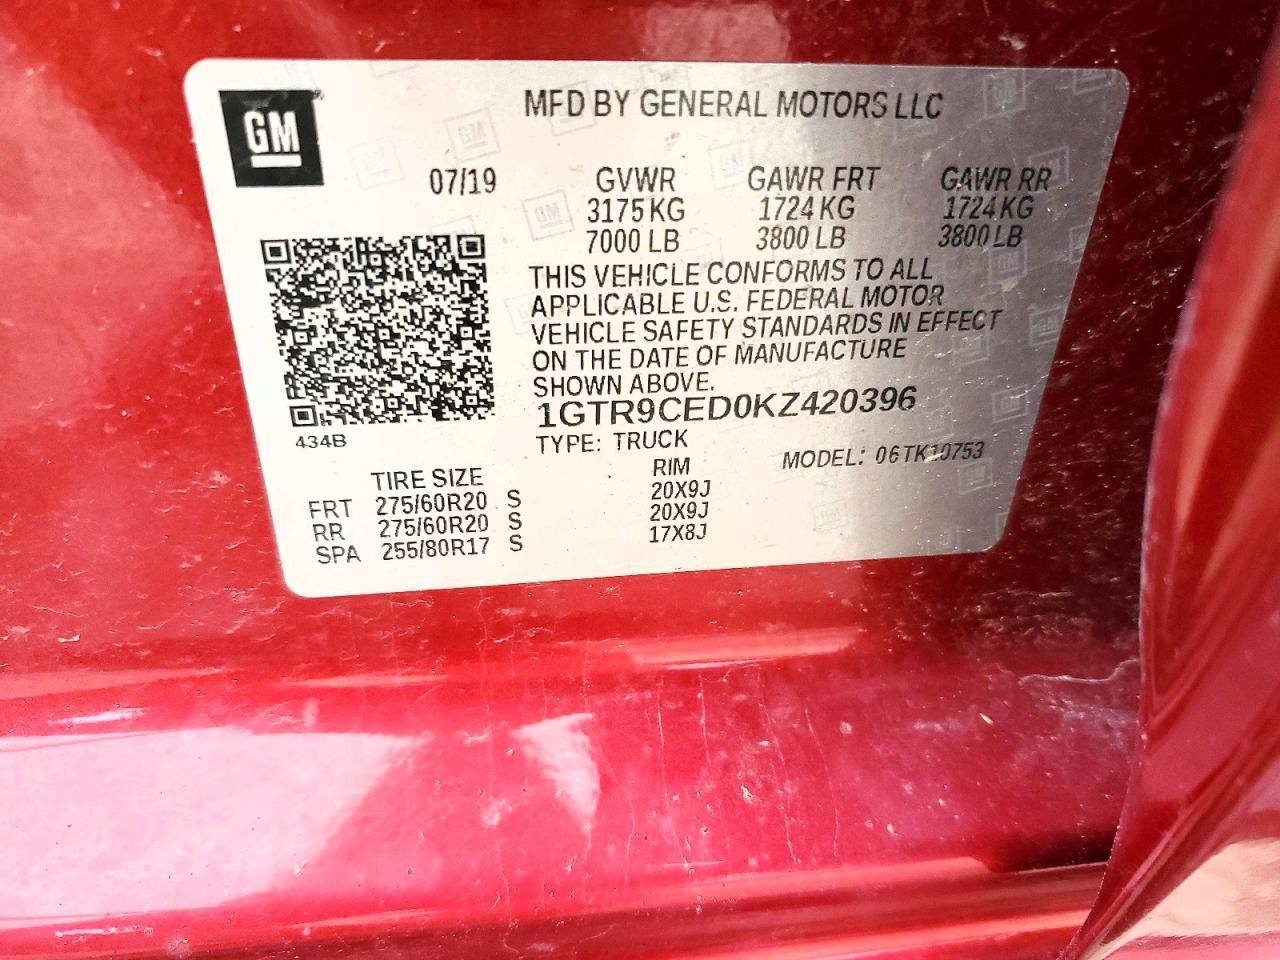 GM
MFD BY GENERAL MOTORS LLC
07/19 GVWR GAWR FRT GAWR RR
3175 KG 1724 KG 1724 KG
7000 LB 3800 LB 3800 LB
THIS VEHICLE CONFORMS TO ALL
APPLICABLE U.S. FEDERAL MOTOR
VEHICLE SAFETY STANDARDS IN EFFECT
ON THE DATE OF MANUFACTURE
SHOWN ABOVE.
1GTR9CED0KZ420396
434B
TYPE: TRUCK MODEL: 06TK10753
TIRE SIZE RIM
FRT 275/60R20 S 20X9J
RR 275/60R20 S 20X9J
SPA 255/80R17 S 17X8J